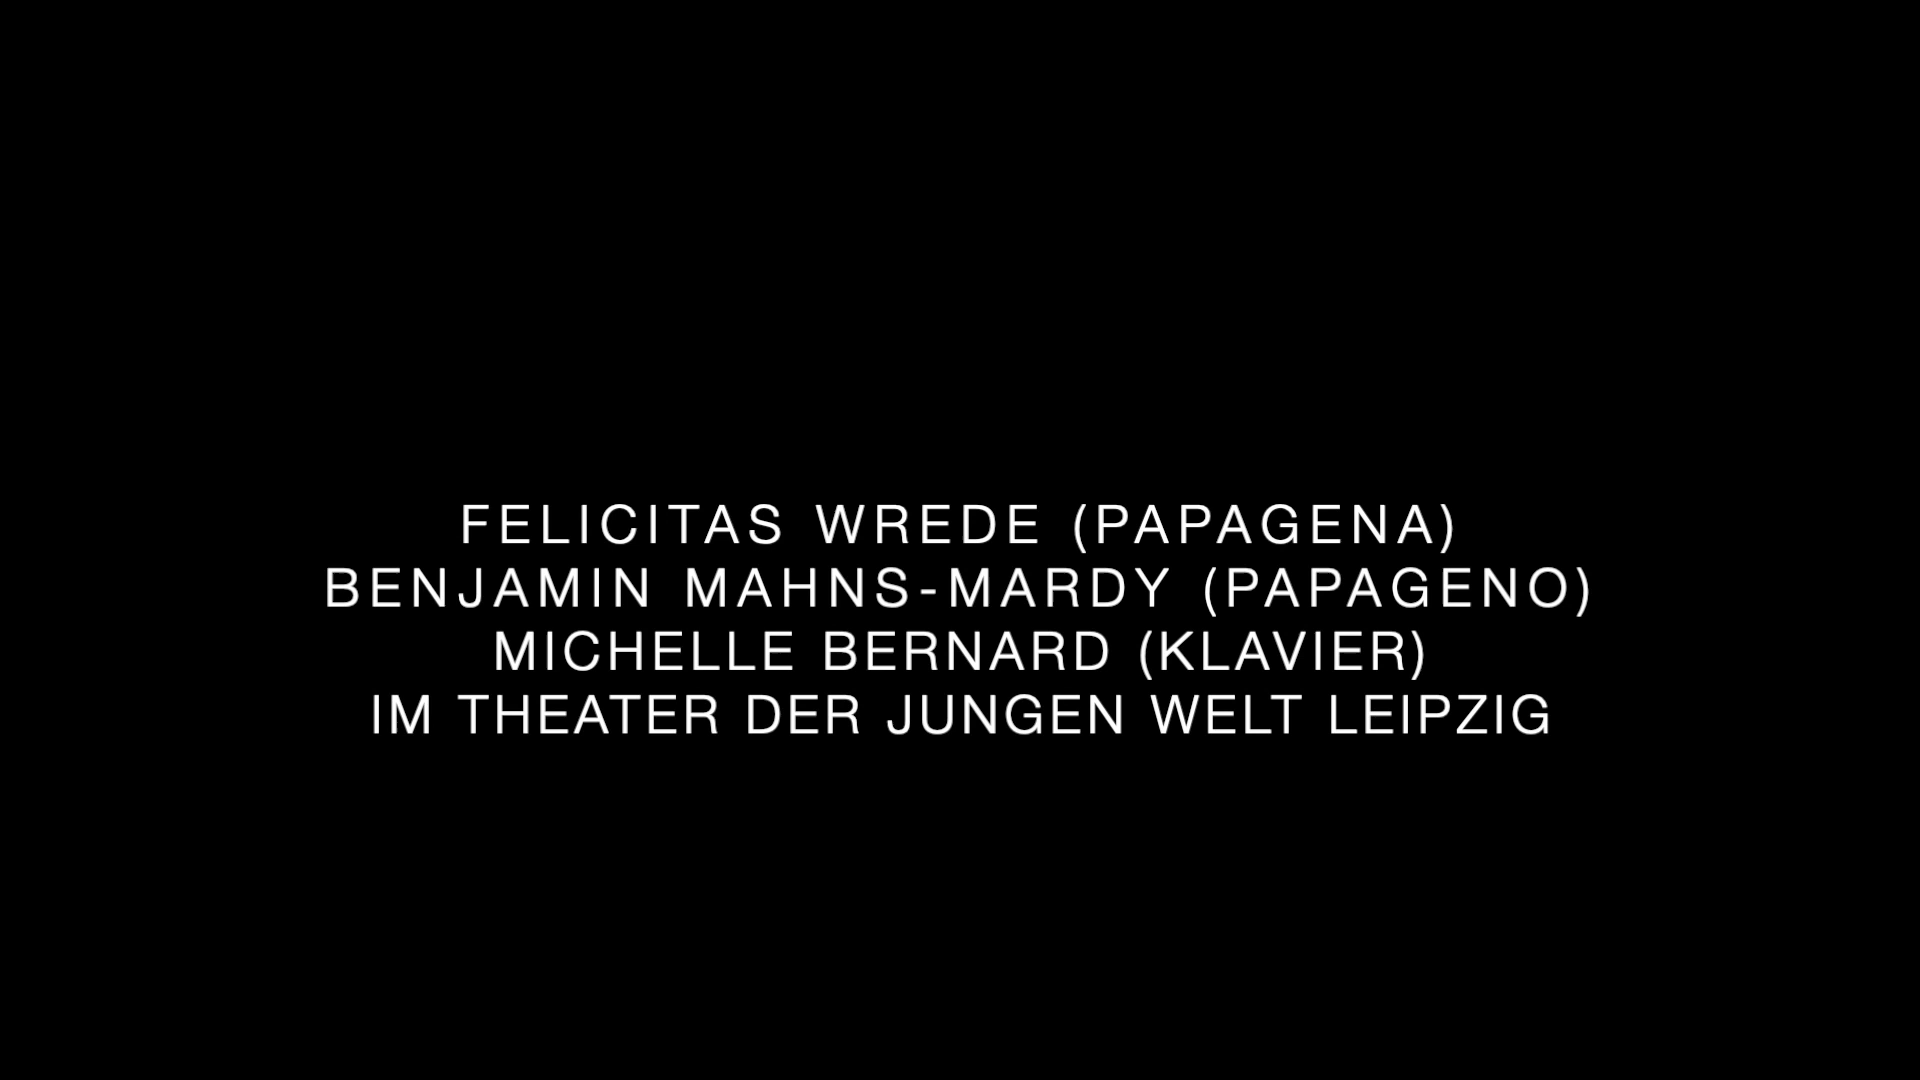 FELICITAS WREDE (PAPAGENA)
BENJAMIN MAHNS-MARDY (PAPAGENO)
MICHELLE BERNARD (KLAVIER)
IM THEATER DER JUNGEN WELT LEIPZIG